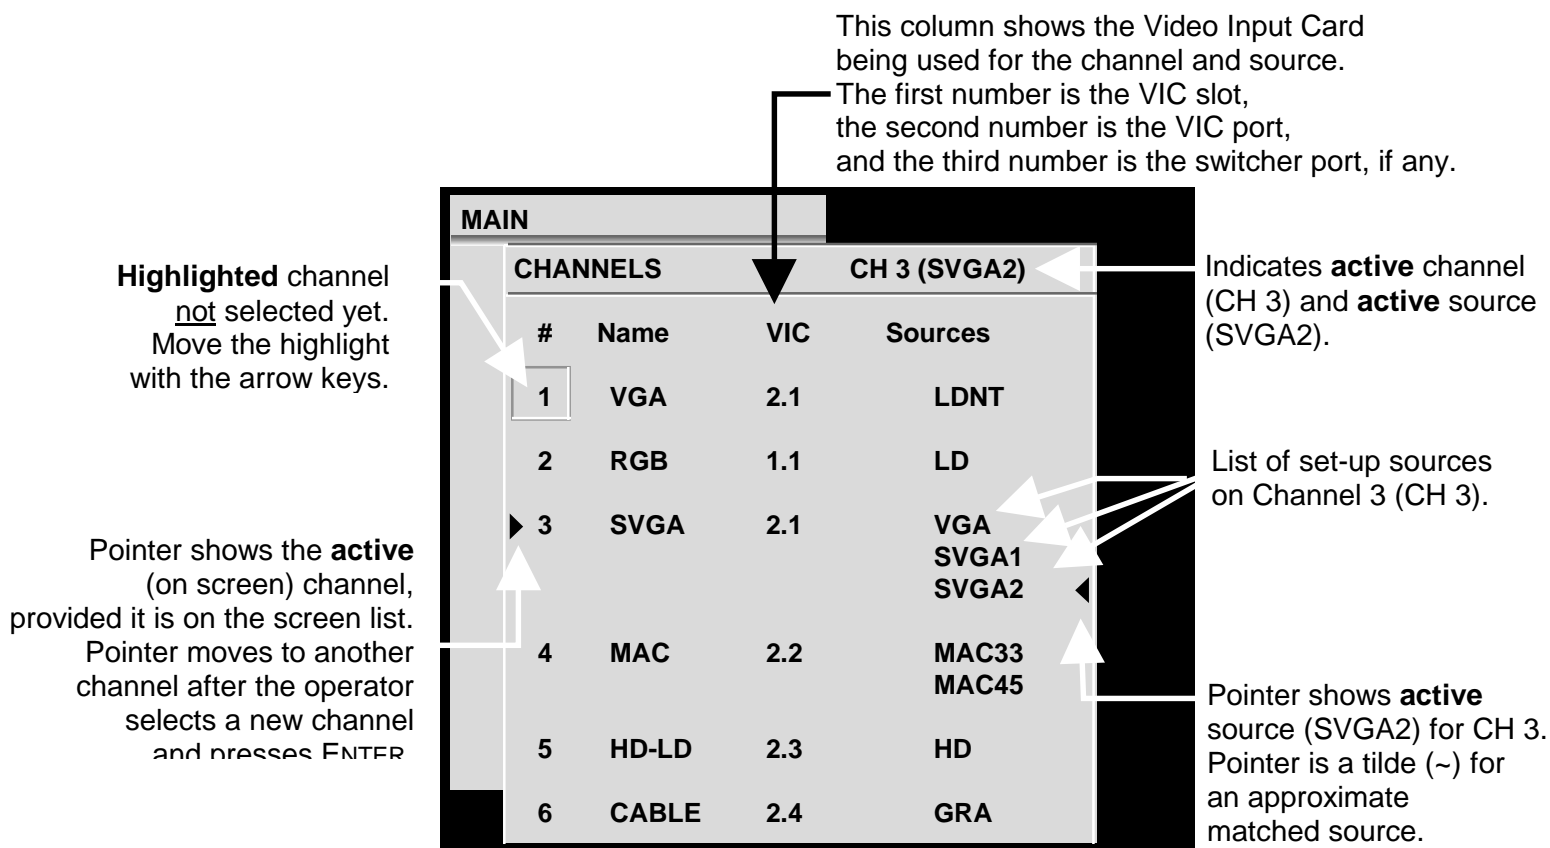 This column shows the Video Input Card
being used for the channel and source.
The first number is the VIC slot,
the second number is the VIC port,
and the third number is the switcher port, if any.
MAIN
CHANNELS CH 3 (SVGA2)
# Name VIC Sources
1 VGA 2.1 LDNT
2 RGB 1.1 LD
3 SVGA 2.1 VGA
SVGA1
SVGA2
4 MAC 2.2 MAC33
MAC45
5 HD-LD 2.3 HD
6 CABLE 2.4 GRA
Highlighted channel
not selected yet.
Move the highlight
with the arrow keys.
Pointer shows the active
(on screen) channel,
provided it is on the screen list.
Pointer moves to another
channel after the operator
selects a new channel
and presses ENTER.
Indicates active channel
(CH 3) and active source
(SVGA2).
List of set-up sources
on Channel 3 (CH 3).
Pointer shows active
source (SVGA2) for CH 3.
Pointer is a tilde (~) for
an approximate
matched source.